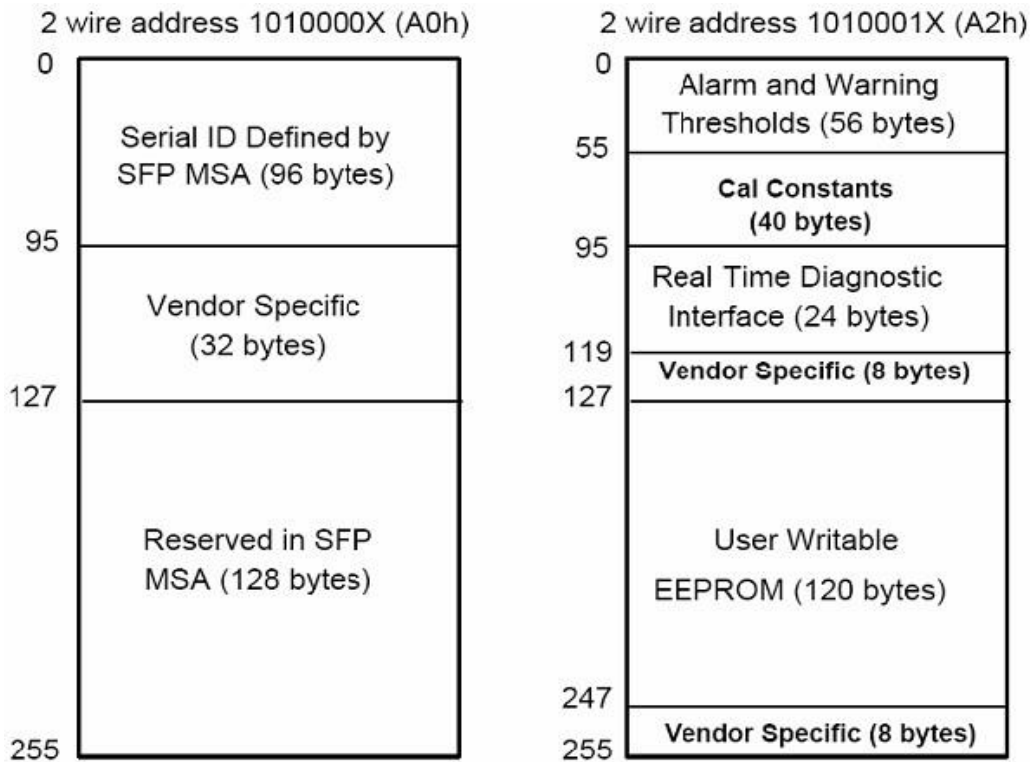 2 wire address 1010000X (A0h)
0
Serial ID Defined by
SFP MSA (96 bytes)
95
Vendor Specific
(32 bytes)
127
Reserved in SFP
MSA (128 bytes)
255
2 wire address 1010001X (A2h)
0
Alarm and Warning
Thresholds (56 bytes)
55
Cal Constants
(40 bytes)
95
Real Time Diagnostic
Interface (24 bytes)
119
Vendor Specific (8 bytes)
127
User Writable
EEPROM (120 bytes)
247
Vendor Specific (8 bytes)
255